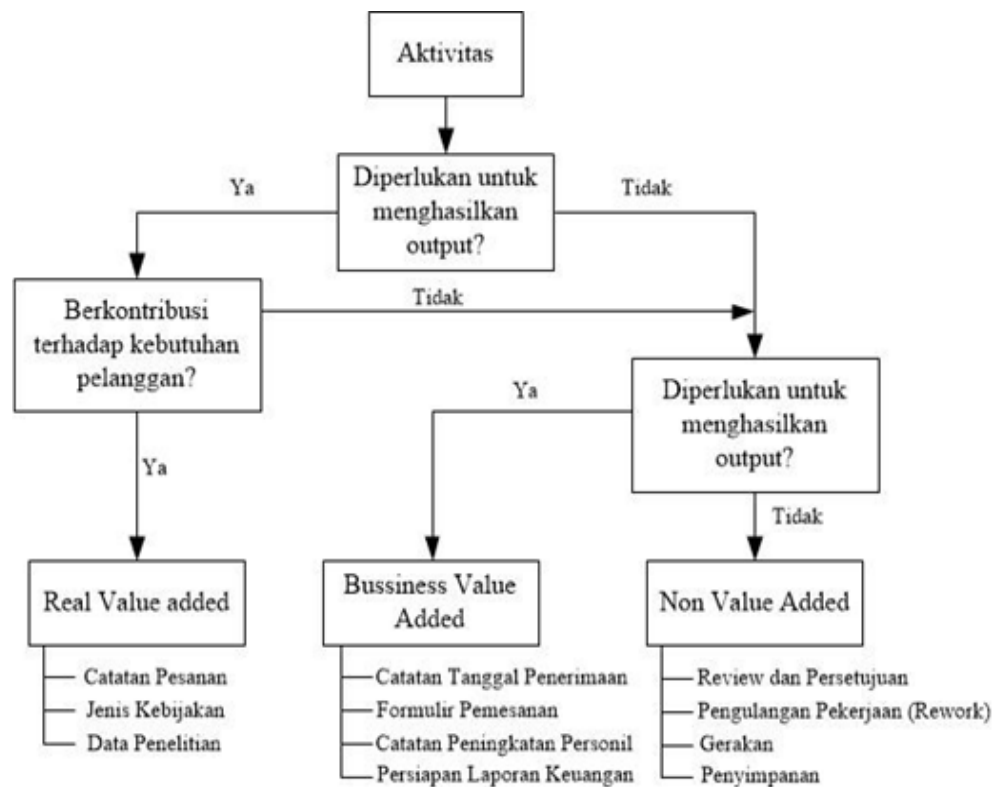 Aktivitas
Diperlukan untuk
menghasilkan
output?
Ya
Tidak
Berkontribusi
terhadap kebutuhan
pelanggan?
Tidak
Diperlukan untuk
menghasilkan
output?
Ya
Ya
Tidak
Real Value added
Bussiness Value
Added
Non Value Added
Catatan Pesanan
Jenis Kebijakan
Data Penelitian
Catatan Tanggal Penerimaan
Formulir Pemesanan
Catatan Peningkatan Personil
Persiapan Laporan Keuangan
Review dan Persetujuan
Pengulangan Pekerjaan (Rework)
Gerakan
Penyimpanan